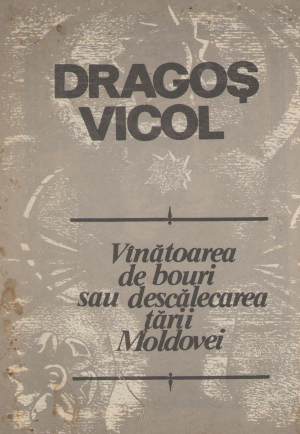 DRAGOȘ
VICOL
Vînătoarea
de bouri
sau descălecarea
țării
Moldovei